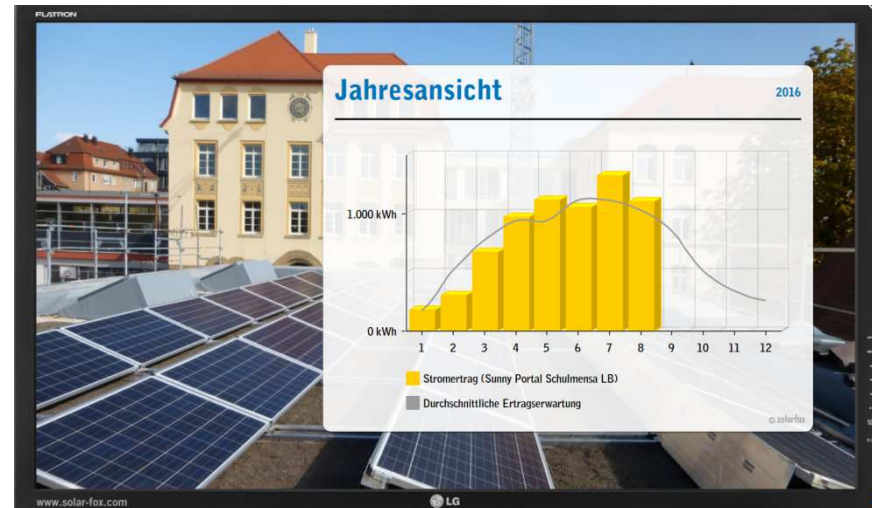 FLATRON
Jahresansicht
2016
1.000 kWh
0 kWh
1 2 3 4 5 6 7 8 9 10 11 12
Stromertrag (Sunny Portal Schulmensa LB)
Durchschnittliche Ertragserwartung
© solarfox
www.solar-fox.com
LG